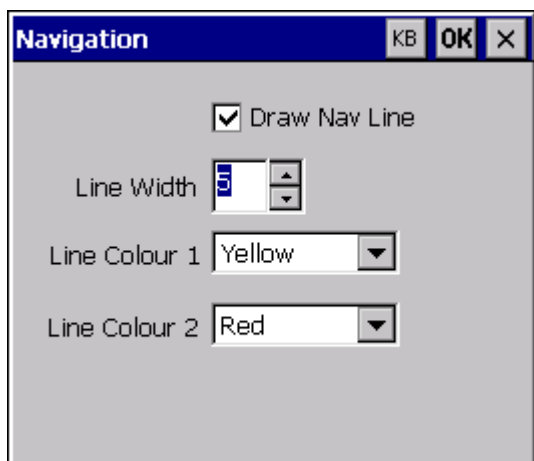 Navigation KB OK ×
Draw Nav Line
Line Width 5
Line Colour 1 Yellow
Line Colour 2 Red